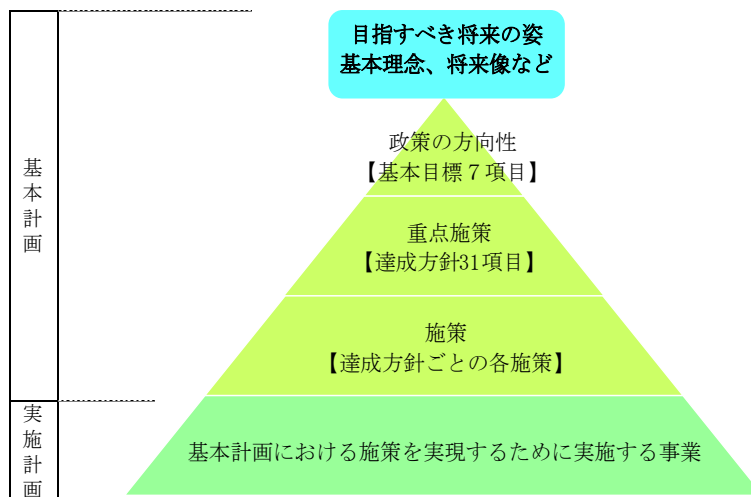 目指すべき将来の姿
基本理念、将来像など
政策の方向性
【基本目標７項目】
重点施策
【達成方針31項目】
施策
【達成方針ごとの各施策】
基本計画における施策を実現するために実施する事業
基本計画
実施計画